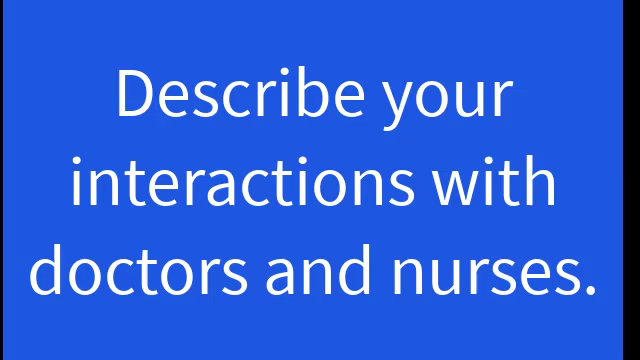 Describe your
interactions with
doctors and nurses.